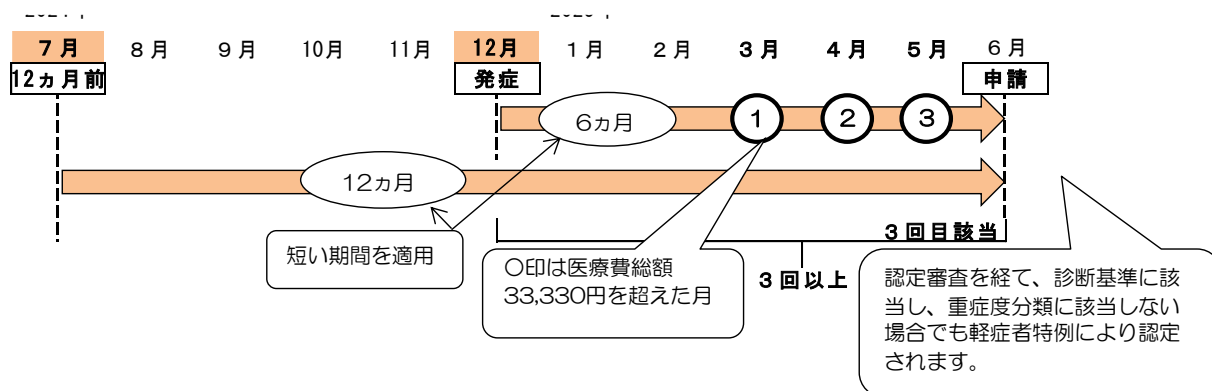 7月 8月 9月 10月 11月 12月 1月 2月 3月 4月 5月 6月
12ヵ月前 発症 申請
6ヵ月 1 2 3
12ヵ月
3回目該当
短い期間を適用
〇印は医療費総額
33,330円を超えた月
3回以上
認定審査を経て、診断基準に該
当し、重症度分類に該当しない
場合でも軽症者特例により認定
されます。